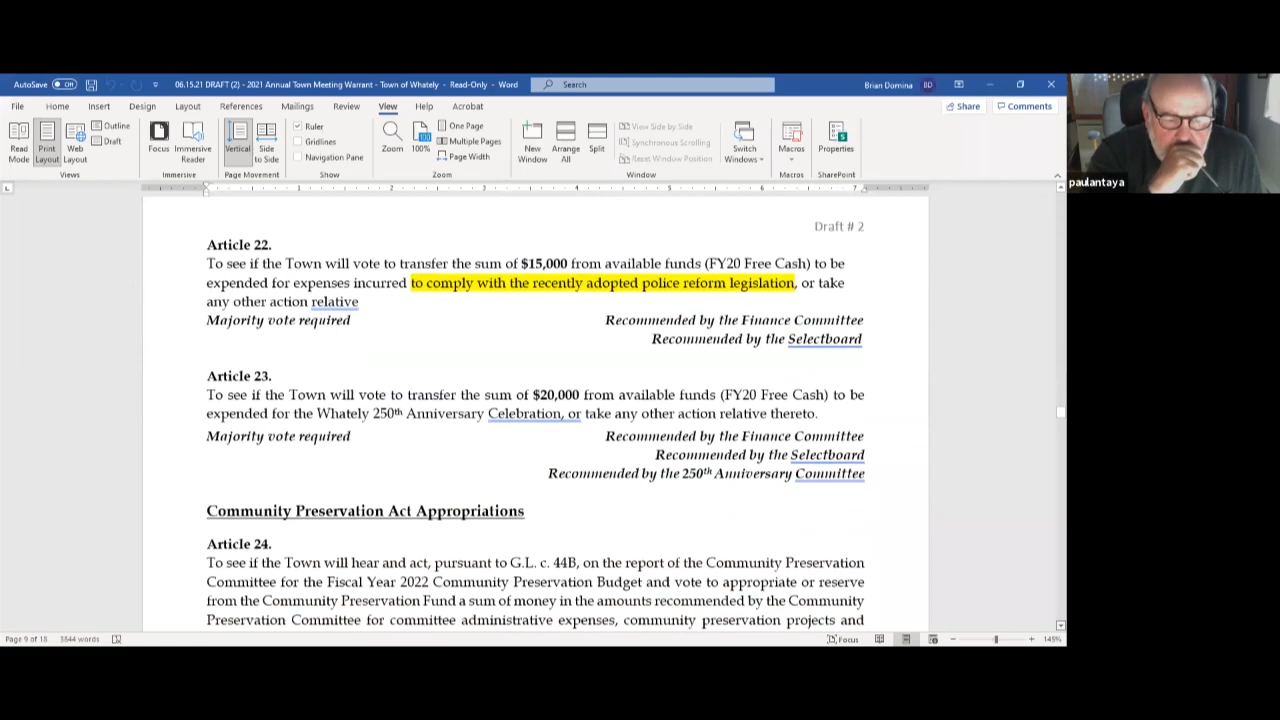 AutoSave Off 06.15.21 DRAFT (2) - 2021 Annual Town Meeting Warrant - Town of Whately - Read-Only - Word Search Brian Domina BD
File Home Insert Design Layout References Mailings Review View Help Acrobat Share Comments
Read Mode Print Layout Web Layout Outline Draft Views
Focus Immersive Reader Immersive
Vertical Side to Side Page Movement
Ruler Gridlines Navigation Pane Show
Zoom 100% One Page Multiple Pages Page Width Zoom
New Window Arrange All Split View Side by Side Synchronous Scrolling Reset Window Position Switch Windows Window
Macros Macros
Properties SharePoint
paulantaya
1 2 3 4 5 6 7
Draft # 2
Article 22.
To see if the Town will vote to transfer the sum of $15,000 from available funds (FY20 Free Cash) to be
expended for expenses incurred to comply with the recently adopted police reform legislation, or take
any other action relative
Majority vote required Recommended by the Finance Committee
Recommended by the Selectboard
Article 23.
To see if the Town will vote to transfer the sum of $20,000 from available funds (FY20 Free Cash) to be
expended for the Whately 250th Anniversary Celebration, or take any other action relative thereto.
Majority vote required Recommended by the Finance Committee
Recommended by the Selectboard
Recommended by the 250th Anniversary Committee
Community Preservation Act Appropriations
Article 24.
To see if the Town will hear and act, pursuant to G.L. c. 44B, on the report of the Community Preservation
Committee for the Fiscal Year 2022 Community Preservation Budget and vote to appropriate or reserve
from the Community Preservation Fund a sum of money in the amounts recommended by the Community
Preservation Committee for committee administrative expenses, community preservation projects and
Page 9 of 18 3844 words Focus 145%